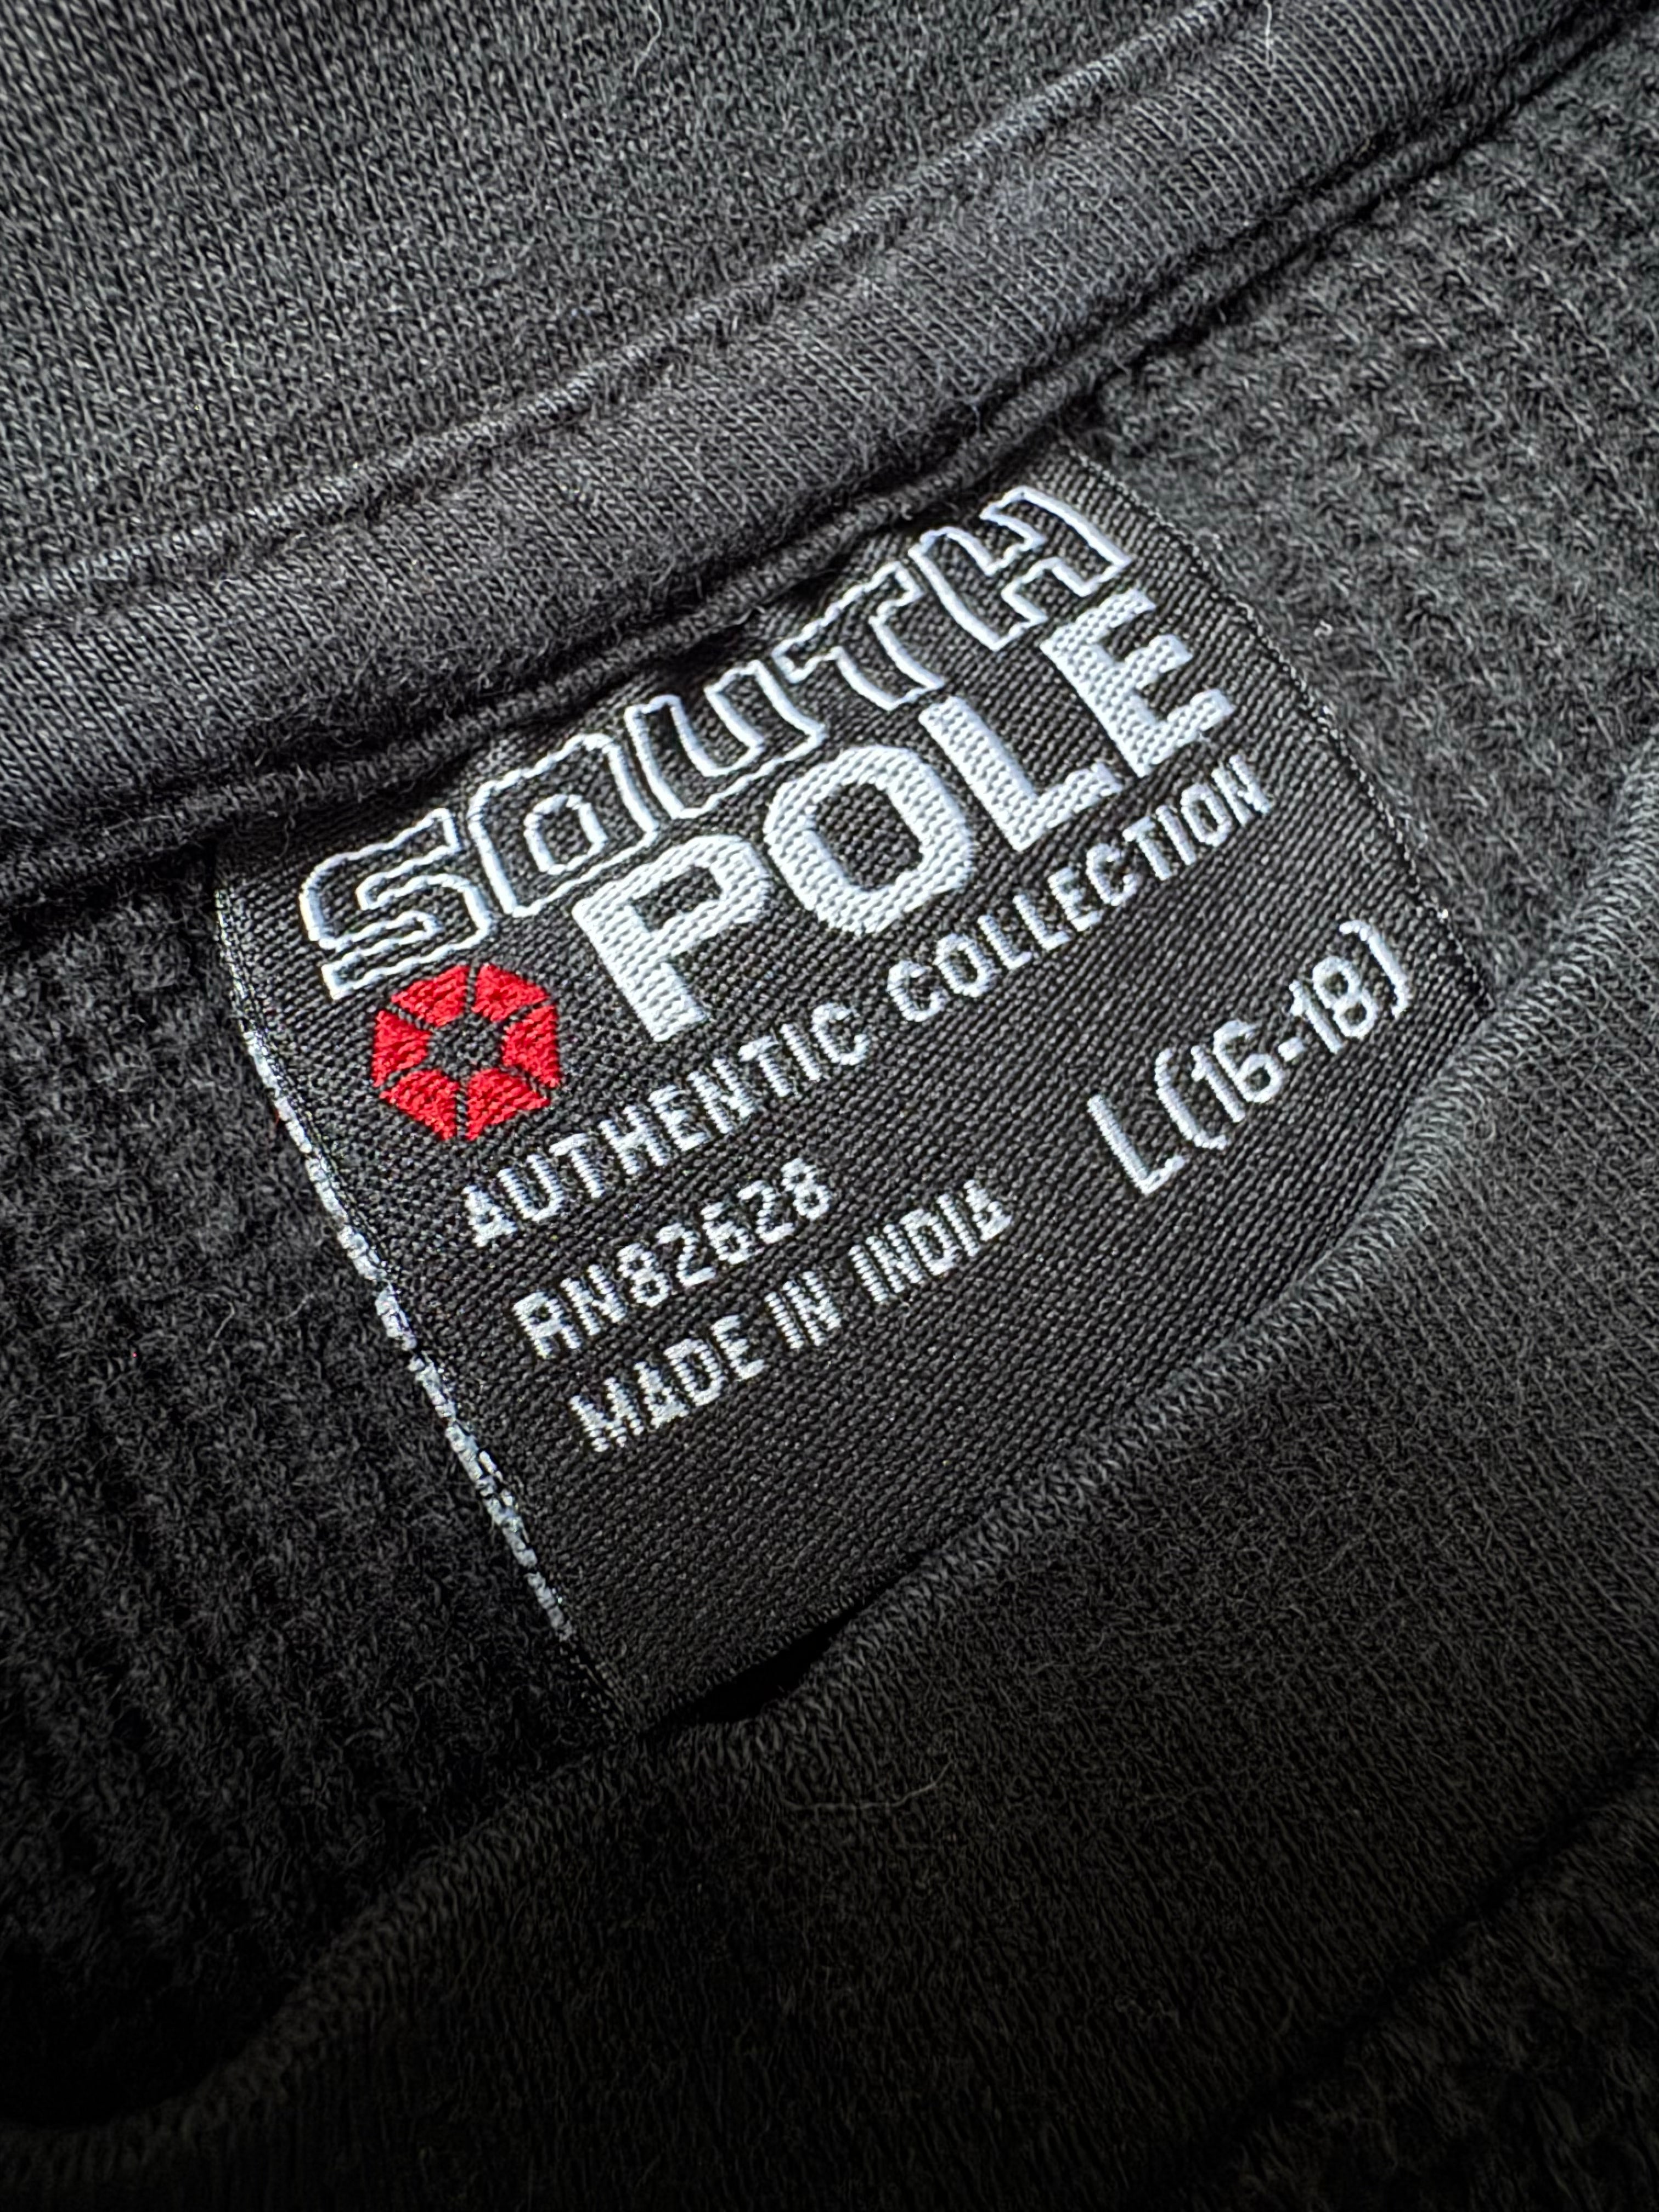 SOUTH
POLE
AUTHENTIC COLLECTION
L(16-18)
RN82628
MADE IN INDIA